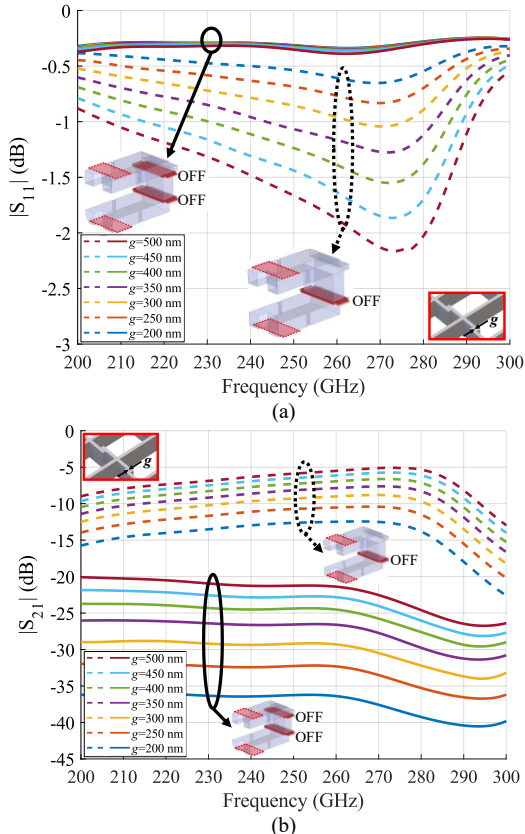 0
-0.5
-1
-1.5
-2
-2.5
-3
|S11| (dB)
OFF
OFF
OFF
g=500 nm
g=450 nm
g=400 nm
g=350 nm
g=300 nm
g=250 nm
g=200 nm
g
200 210 220 230 240 250 260 270 280 290 300
Frequency (GHz)
(a)
0
-5
-10
-15
-20
-25
-30
-35
-40
-45
|S21| (dB)
g
OFF
OFF
OFF
g=500 nm
g=450 nm
g=400 nm
g=350 nm
g=300 nm
g=250 nm
g=200 nm
200 210 220 230 240 250 260 270 280 290 300
Frequency (GHz)
(b)